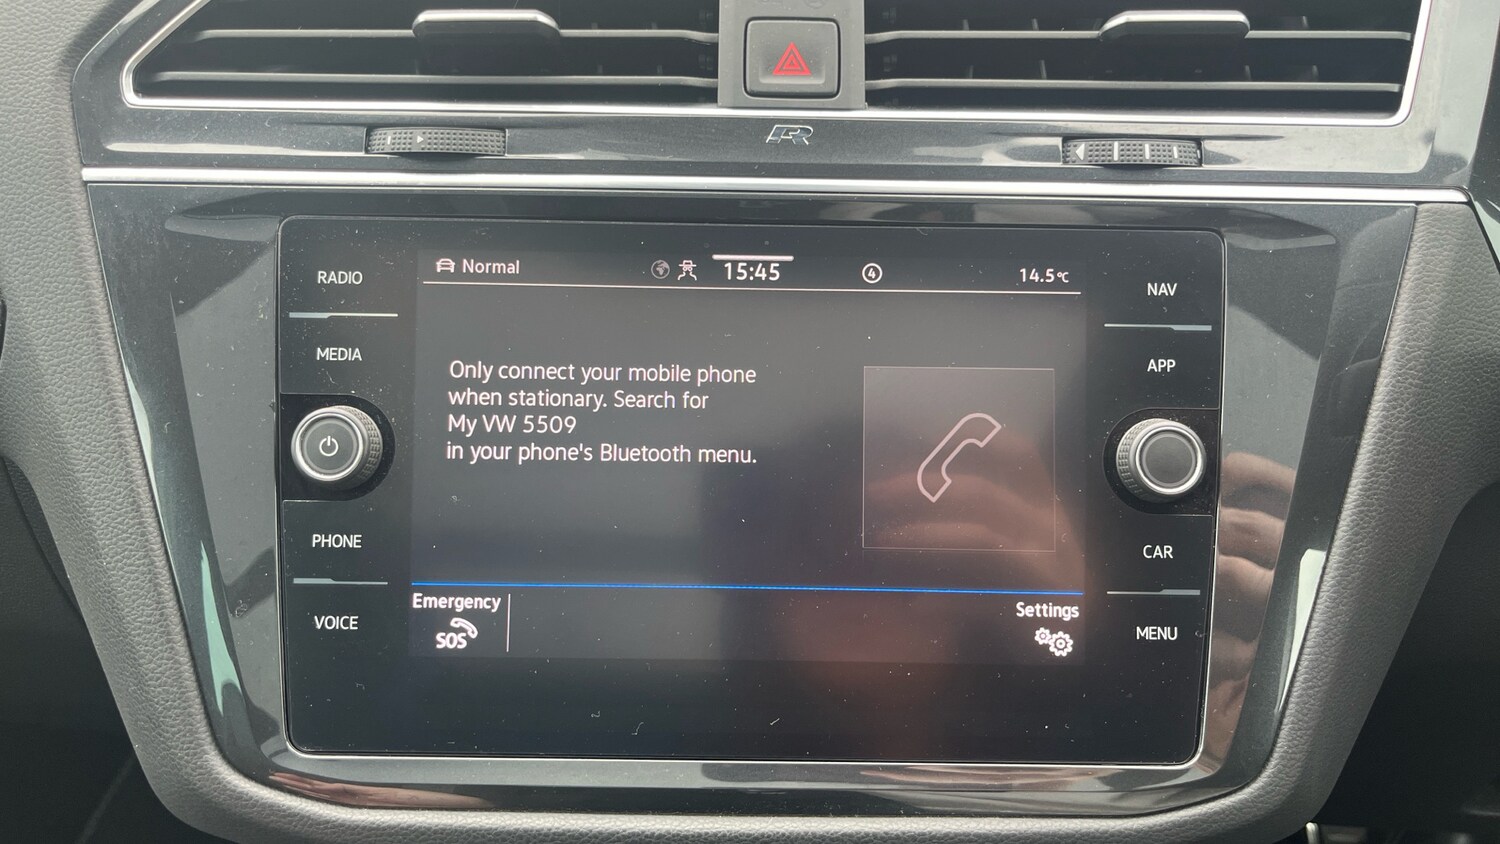 R
RADIO
MEDIA
PHONE
VOICE
Normal
15:45
4
14.5°C
Only connect your mobile phone
when stationary. Search for
My VW 5509
in your phone's Bluetooth menu.
Emergency
SOS
Settings
NAV
APP
CAR
MENU